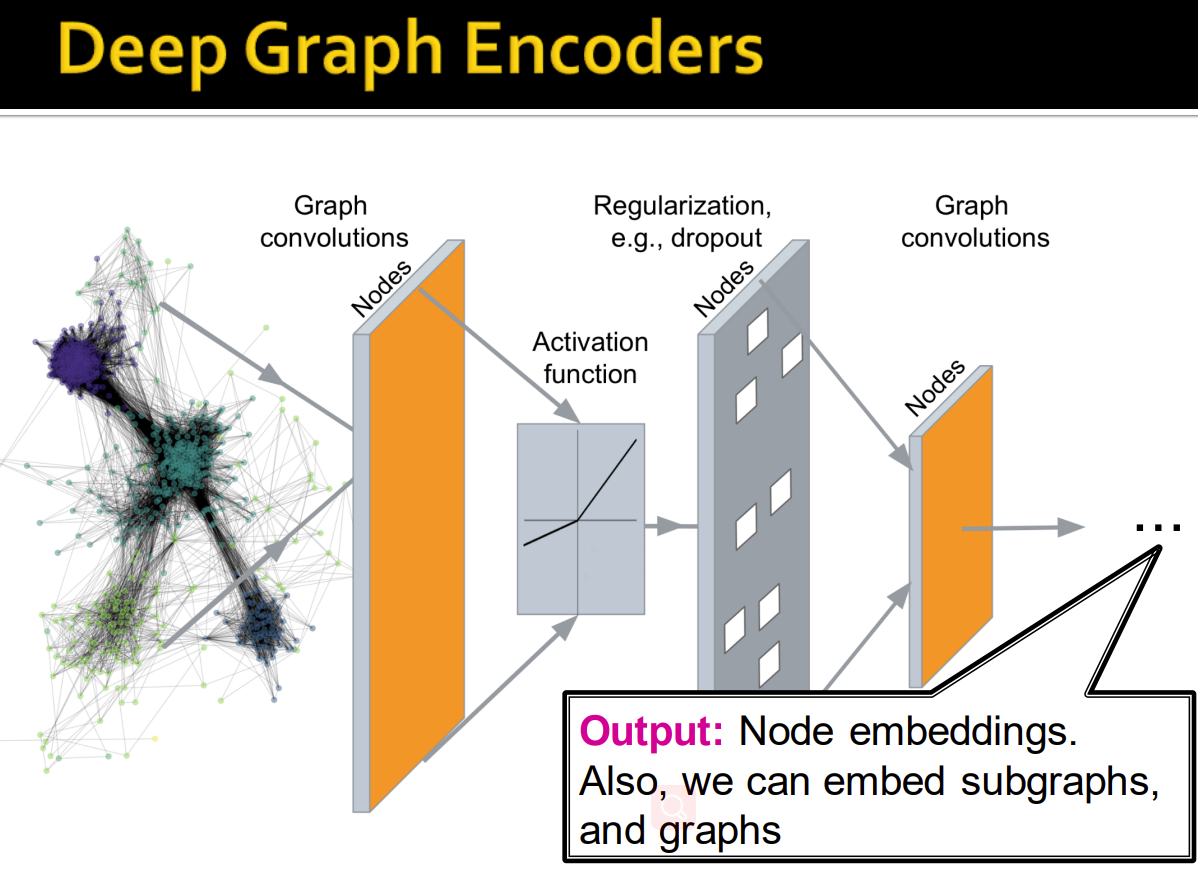 Deep Graph Encoders
Graph
convolutions
Regularization,
e.g., dropout
Graph
convolutions
Nodes
Nodes
Activation
function
Nodes
...
Output: Node embeddings.
Also, we can embed subgraphs,
and graphs